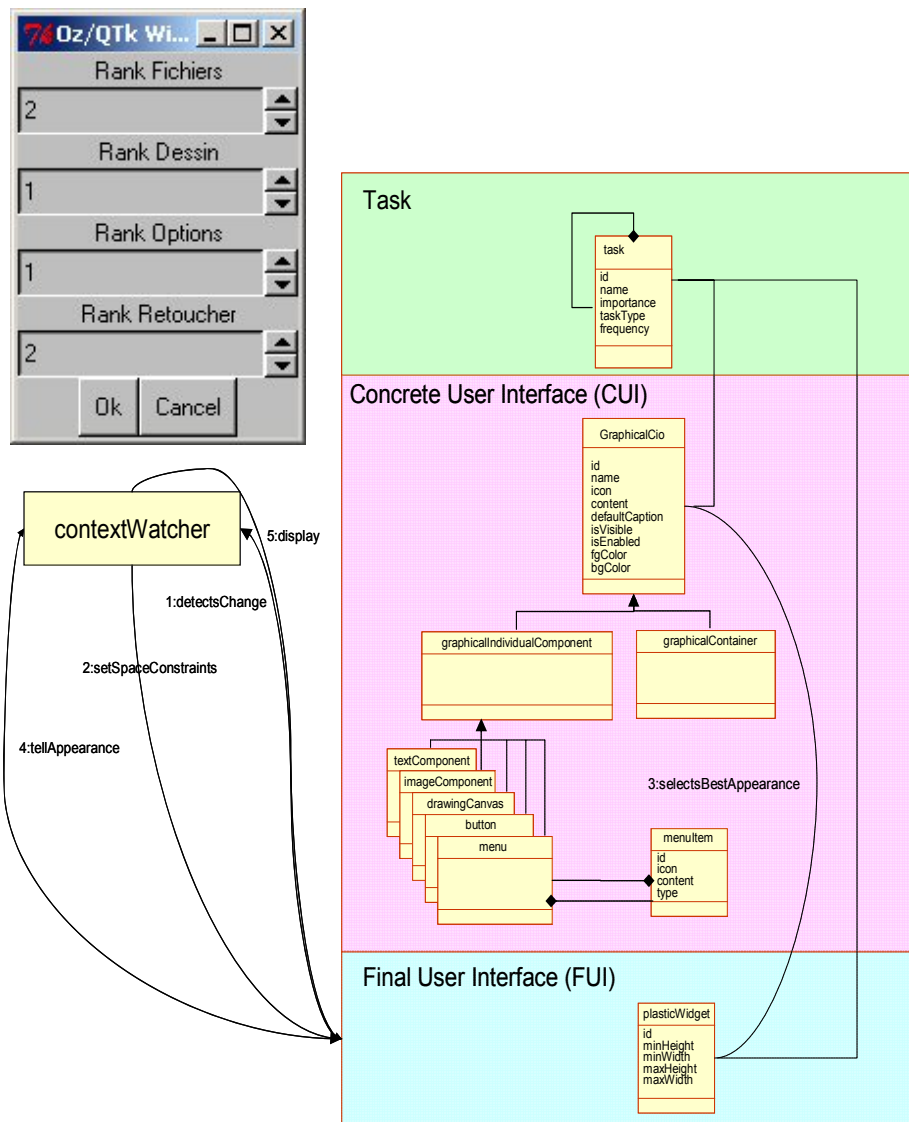 Oz/QTk Wi...
Rank Fichiers
2
Rank Dessin
1
Rank Options
1
Rank Retoucher
2
Ok Cancel
Task
task
id
name
importance
taskType
frequency
Concrete User Interface (CUI)
GraphicalCio
id
name
icon
content
defaultCaption
isVisible
isEnabled
fgColor
bgColor
contextWatcher
5:display
1:detectsChange
2:setSpaceConstraints
4:tellAppearance
graphicalIndividualComponent
graphicalContainer
textComponent
imageComponent
drawingCanvas
button
menu
3:selectsBestAppearance
menuItem
id
icon
content
type
Final User Interface (FUI)
plasticWidget
id
minHeight
minWidth
maxHeight
maxWidth